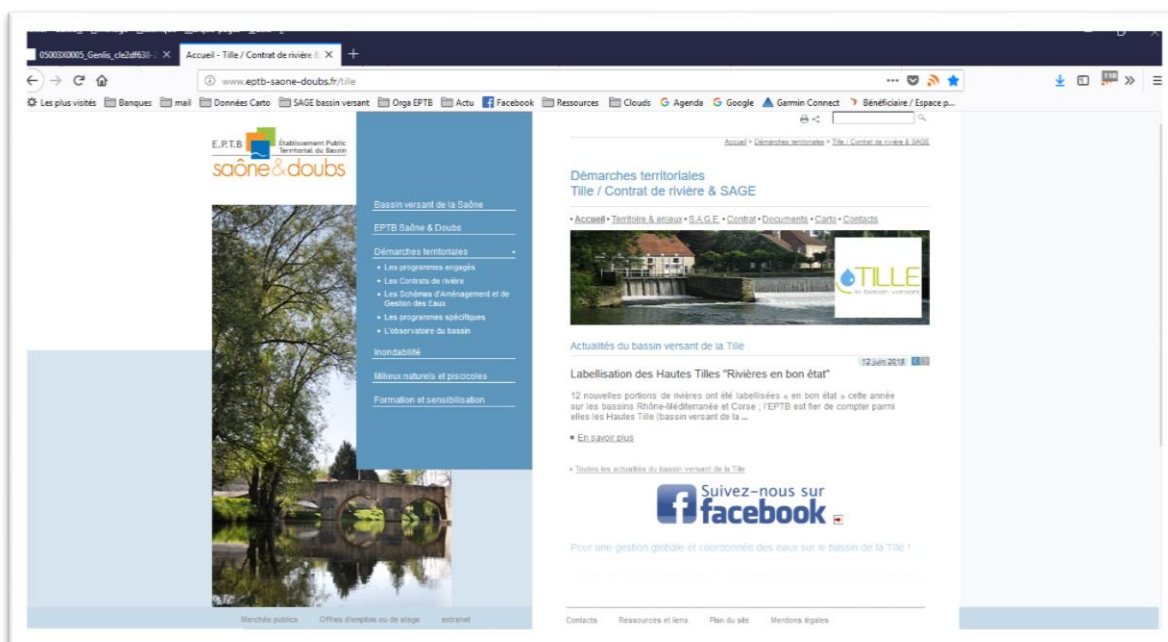 05003X0005_Genlis_cle2df638-
Accueil - Tille / Contrat de rivière &
www.eptb-saone-doubs.fr/tille
118
Les plus visités Banques mail Données Carto SAGE bassin versant Orga EPTB Actu Facebook Ressources Clouds Agenda Google Garmin Connect Bénéficiaire / Espace p...
E.P.T.B
Établissement Public
Territorial du Bassin
saône & doubs
Bassin versant de la Saône
EPTB Saône & Doubs
Démarches territoriales
• Les programmes engagés
• Les Contrats de rivière
• Les Schémas d'Aménagement et de
Gestion des Eaux
• Les programmes spécifiques
• L'observatoire du bassin
Inondabilité
Milieux naturels et piscicoles
Formation et sensibilisation
Accueil > Démarches territoriales > Tille / Contrat de rivière & SAGE
Démarches territoriales
Tille / Contrat de rivière & SAGE
• Accueil • Territoire & enjeux • S.A.G.E. • Contrat • Documents • Carto • Contacts
TILLE
le bassin versant
Actualités du bassin versant de la Tille
12 juin 2018
Labellisation des Hautes Tilles "Rivières en bon état"
12 nouvelles portions de rivières ont été labellisées « en bon état » cette année
sur les bassins Rhône-Méditerranée et Corse ; l'EPTB est fier de compter parmi
elles les Hautes Tille (bassin versant de la ...
En savoir plus
• Toutes les actualités du bassin versant de la Tille
Suivez-nous sur
facebook
Pour une gestion globale et coordonnée des eaux sur le bassin de la Tille !
Marchés publics Offres d'emplois ou de stage extranet
Contacts Ressources et liens Plan du site Mentions légales